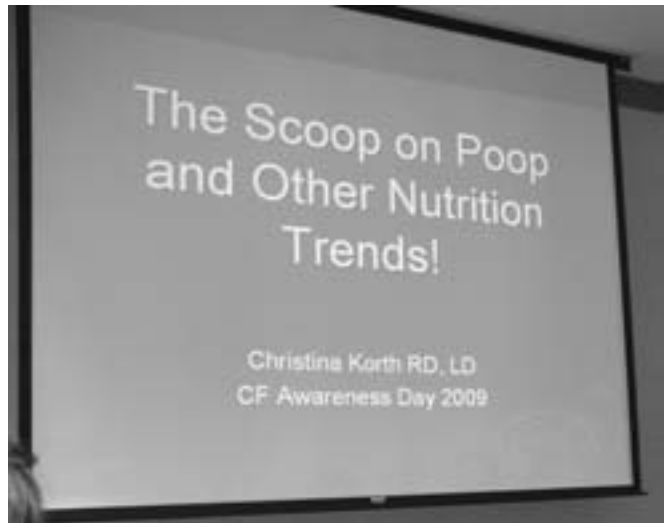 The Scoop on Poop
and Other Nutrition
Trends!
Christina Korth RD, LD
CF Awareness Day 2009